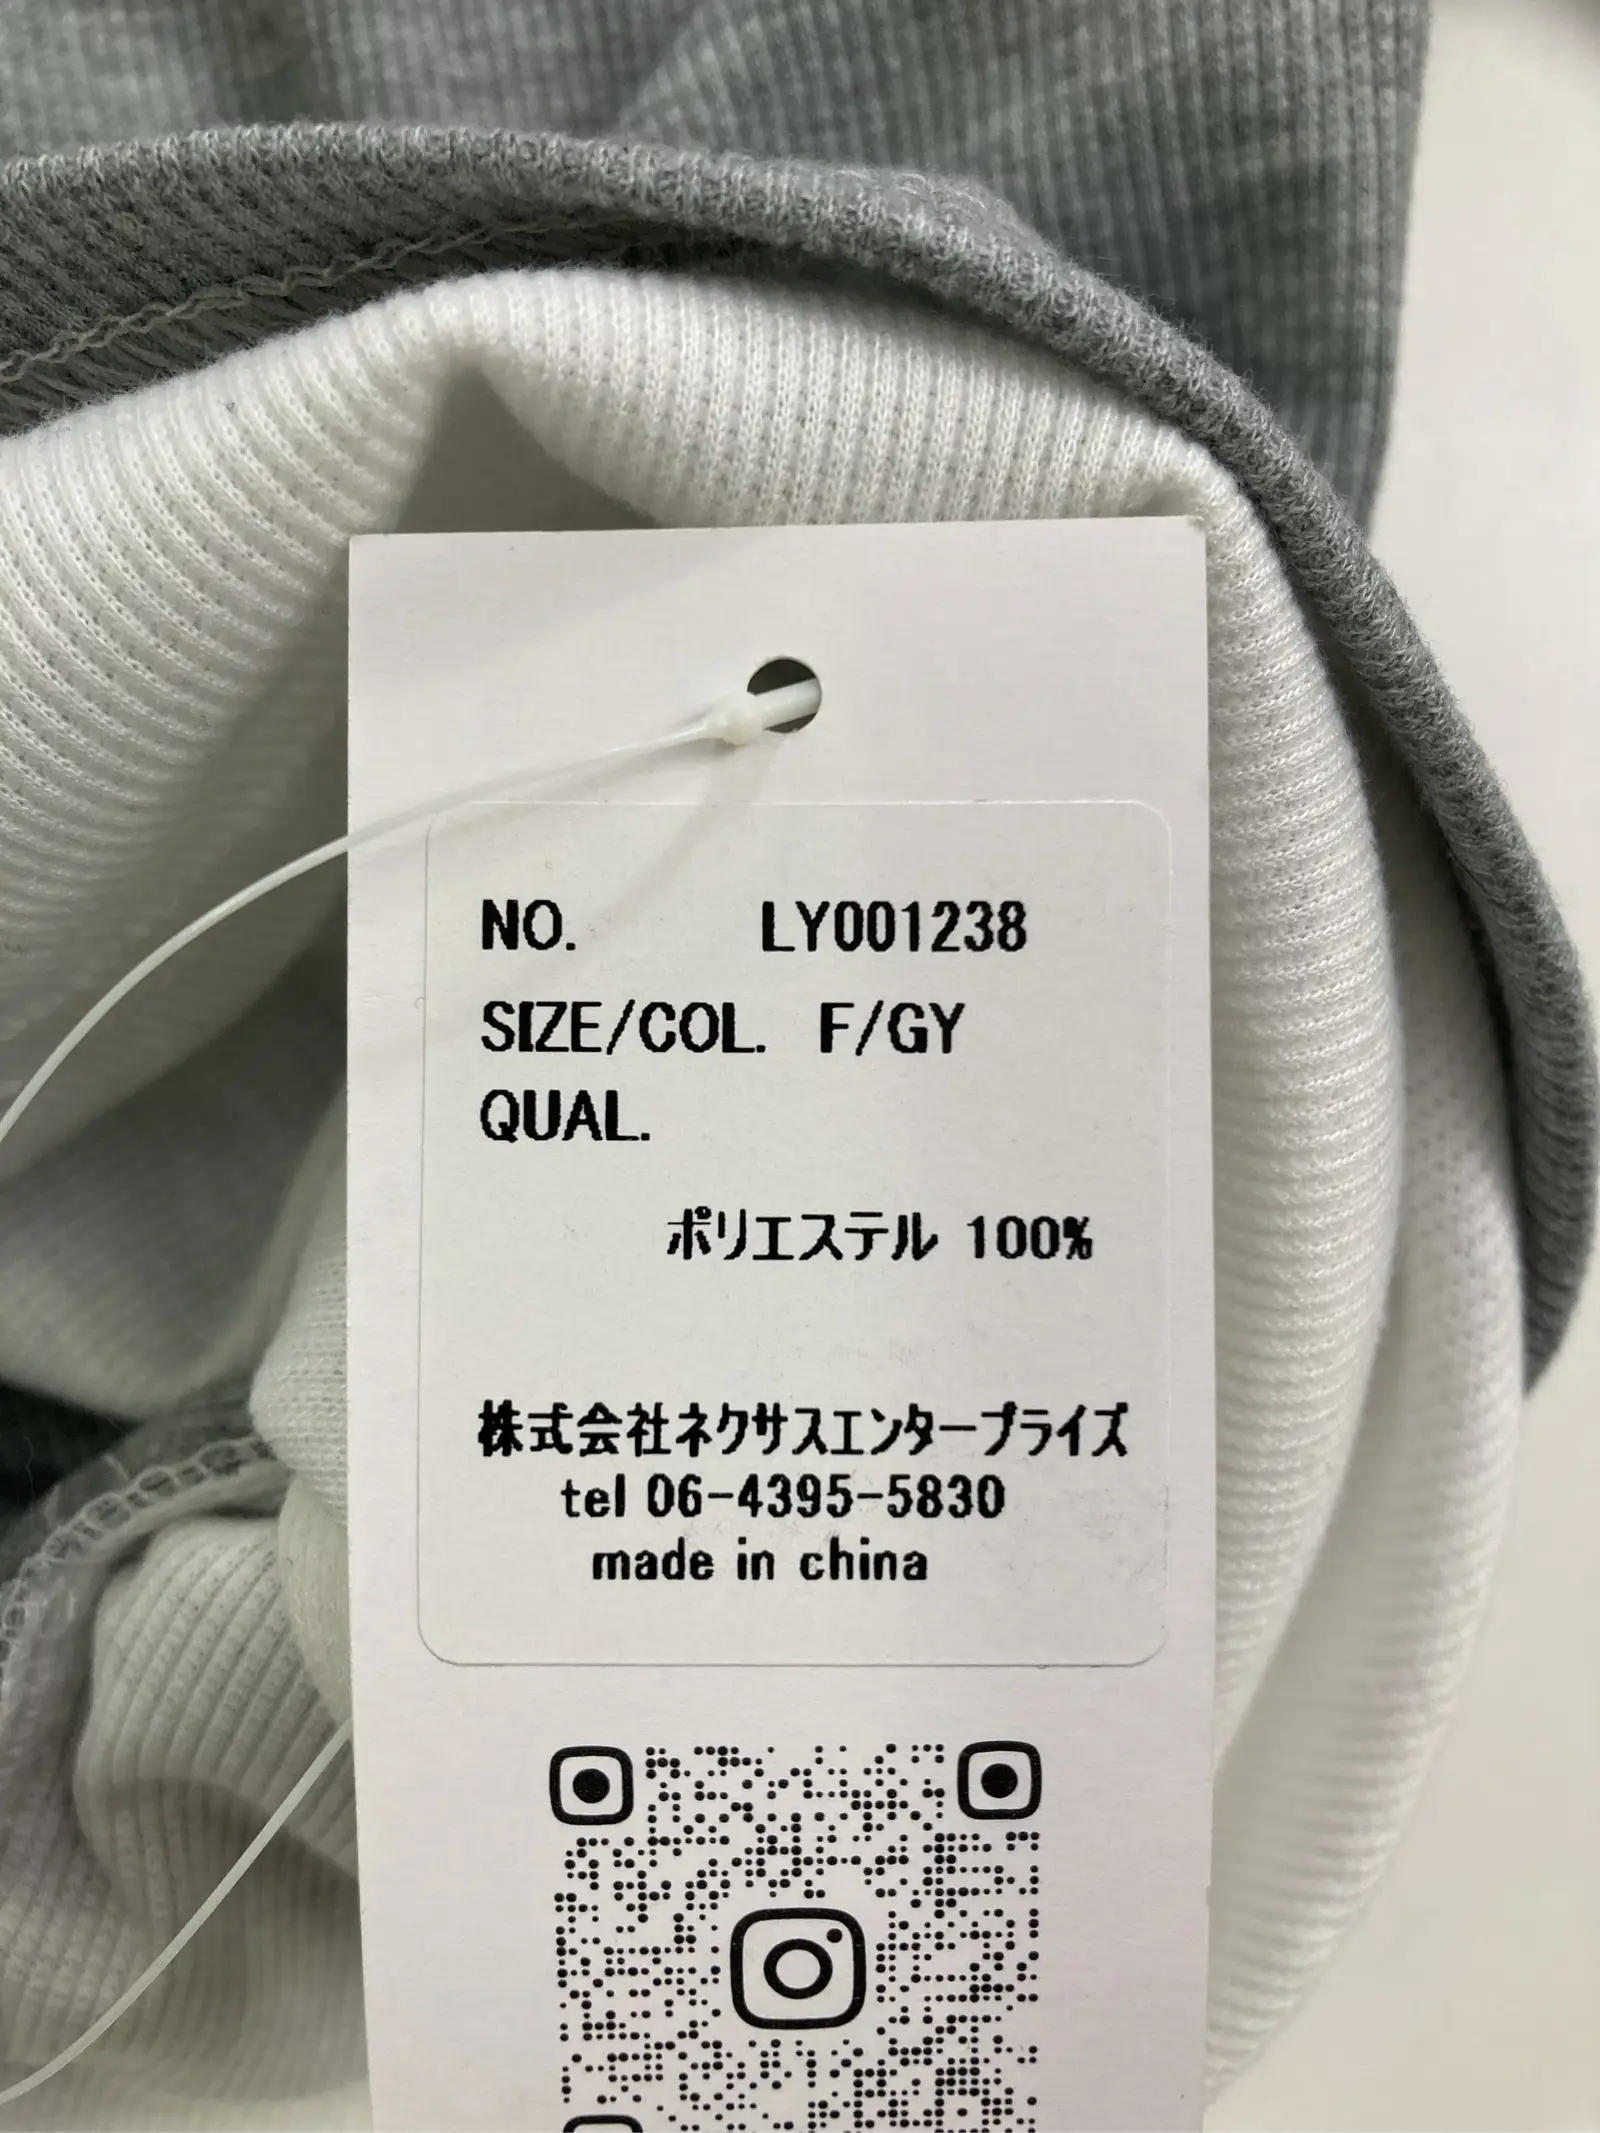 NO. LY001238
SIZE/COL. F/GY
QUAL.
ポリエステル 100%
株式会社ネクサスエンタープライズ
tel 06-4395-5830
made in china